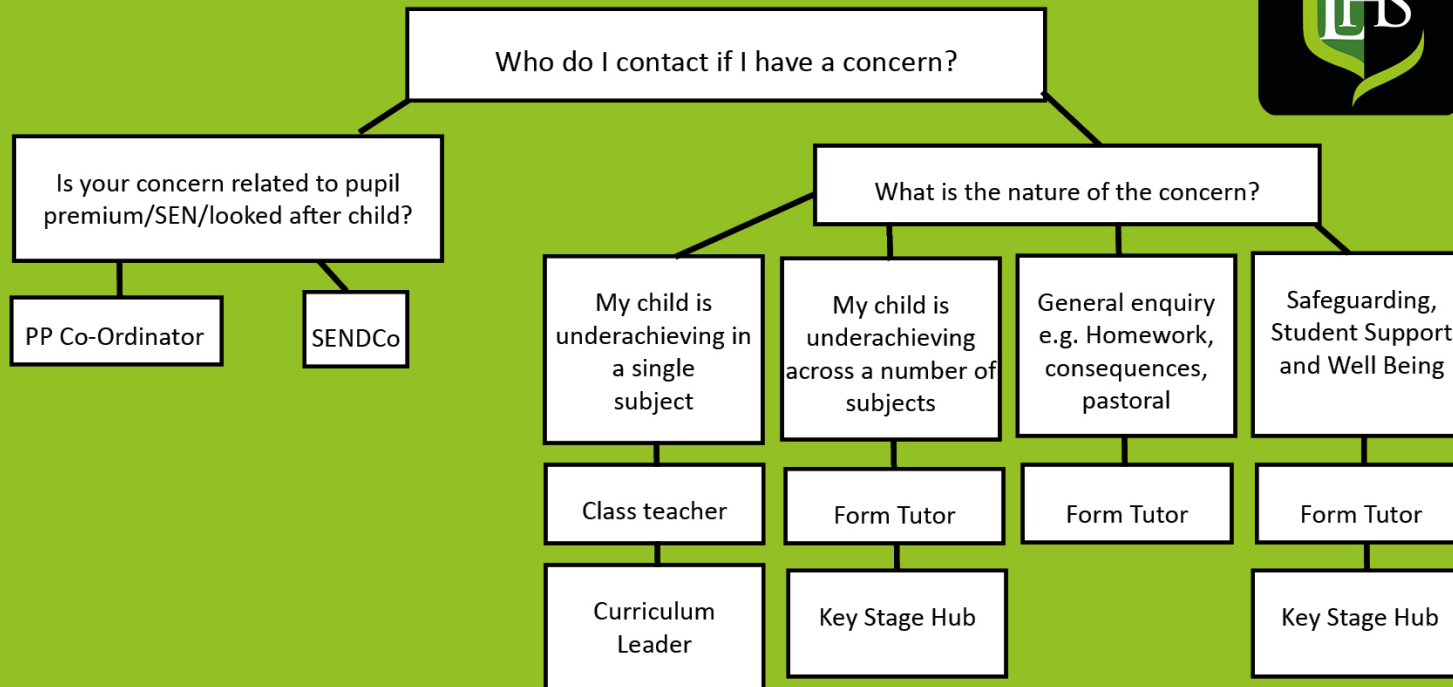 LHS
Who do I contact if I have a concern?
Is your concern related to pupil
premium/SEN/looked after child?
What is the nature of the concern?
PP Co-Ordinator
SENDCo
My child is
underachieving in
a single
subject
My child is
underachieving
across a number of
subjects
General enquiry
e.g. Homework,
consequences,
pastoral
Safeguarding,
Student Support
and Well Being
Class teacher
Form Tutor
Form Tutor
Form Tutor
Curriculum
Leader
Key Stage Hub
Key Stage Hub